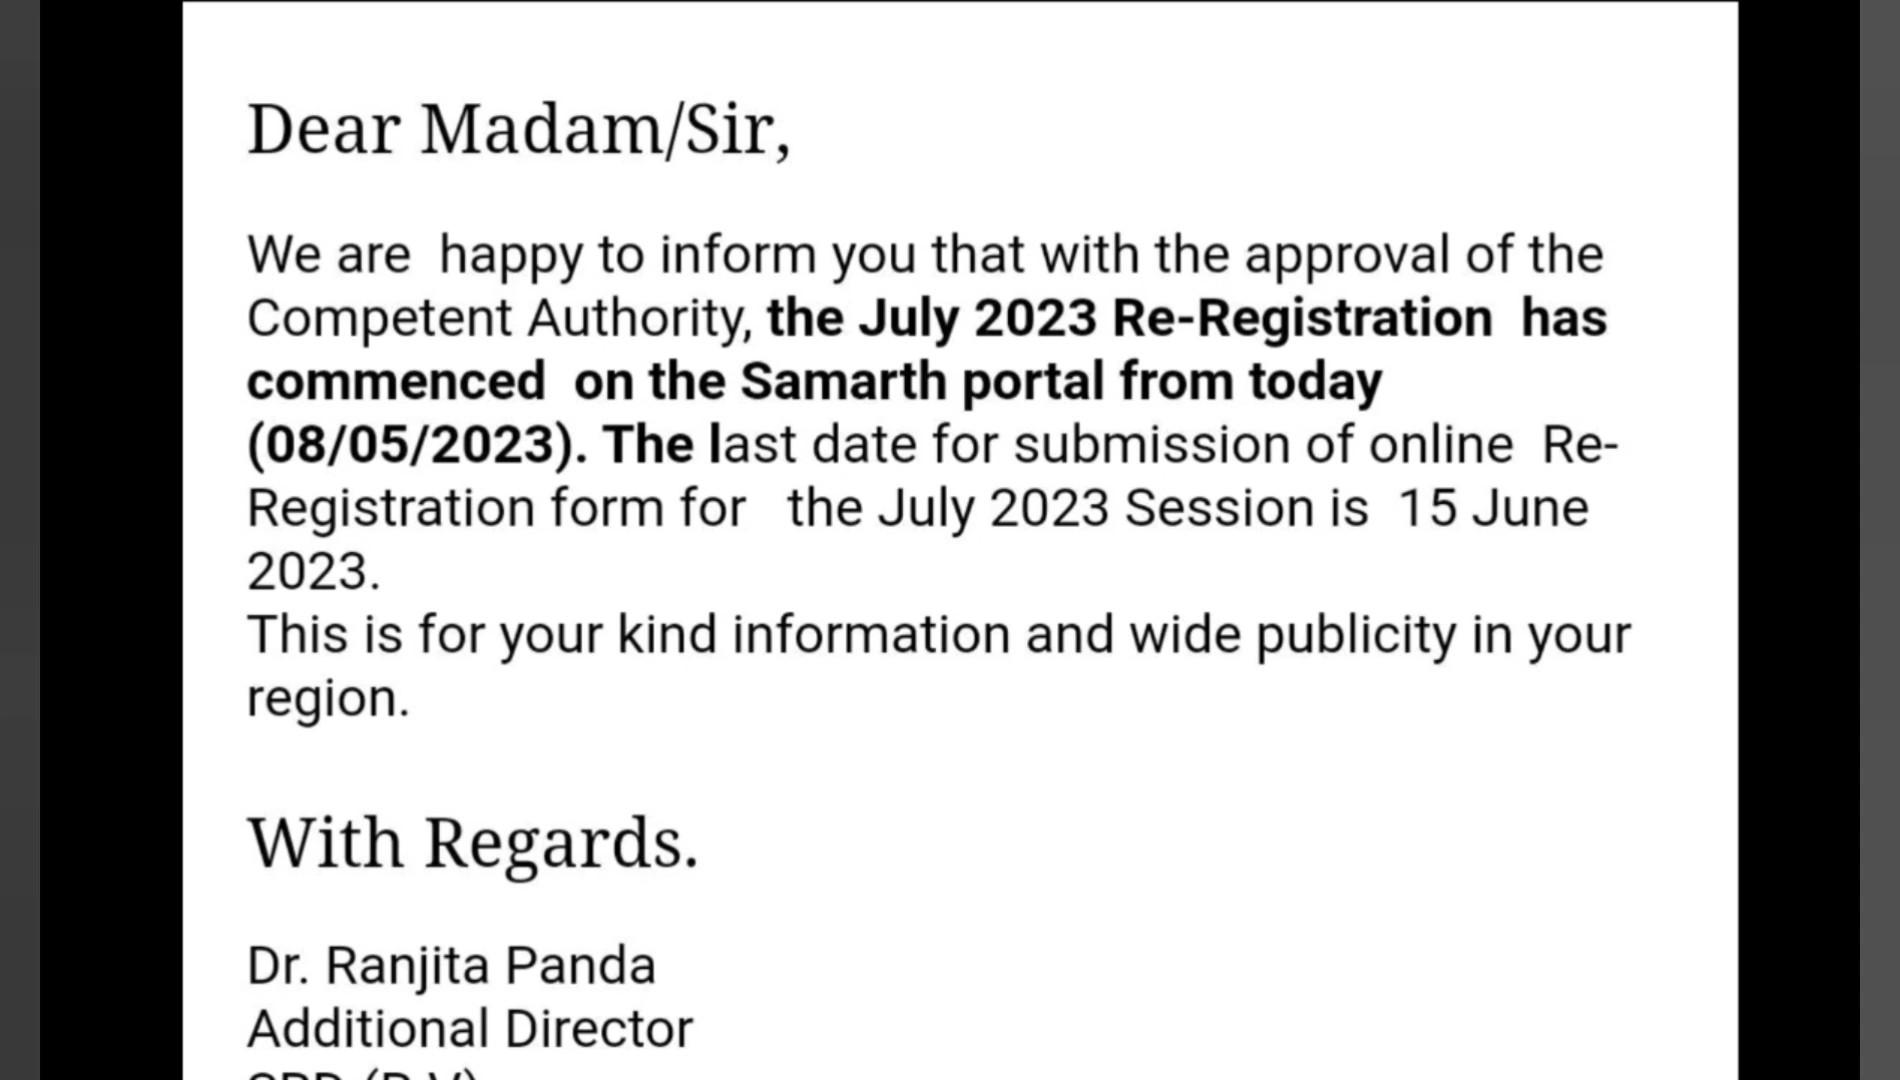 Dear Madam/Sir,
We are  happy to inform you that with the approval of the
Competent Authority, the July 2023 Re-Registration  has
commenced  on the Samarth portal from today
(08/05/2023). The last date for submission of online  Re-
Registration form for   the July 2023 Session is  15 June
2023.
This is for your kind information and wide publicity in your
region.
With Regards.
Dr. Ranjita Panda
Additional Director